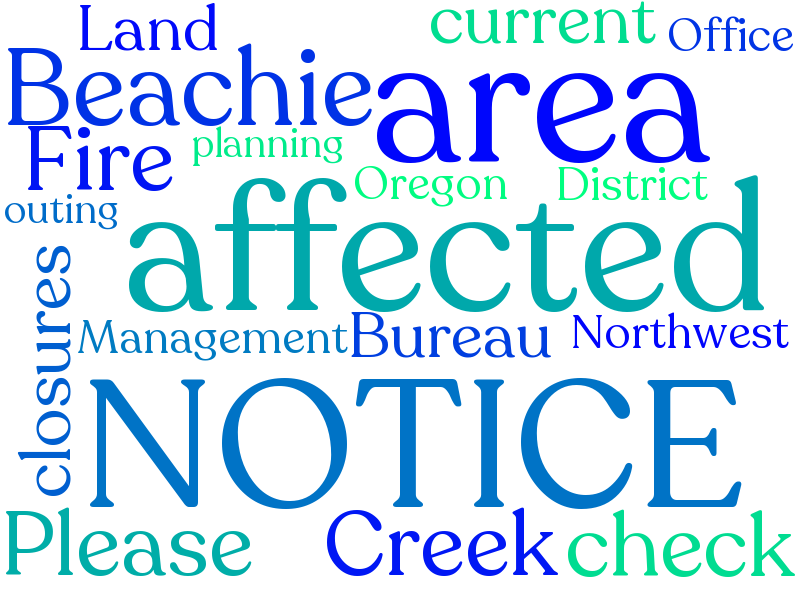 Land current Office
Beachie area
Fire planning
Oregon District
outing affected
closures
Management Bureau Northwest
NOTICE
Please Creek check